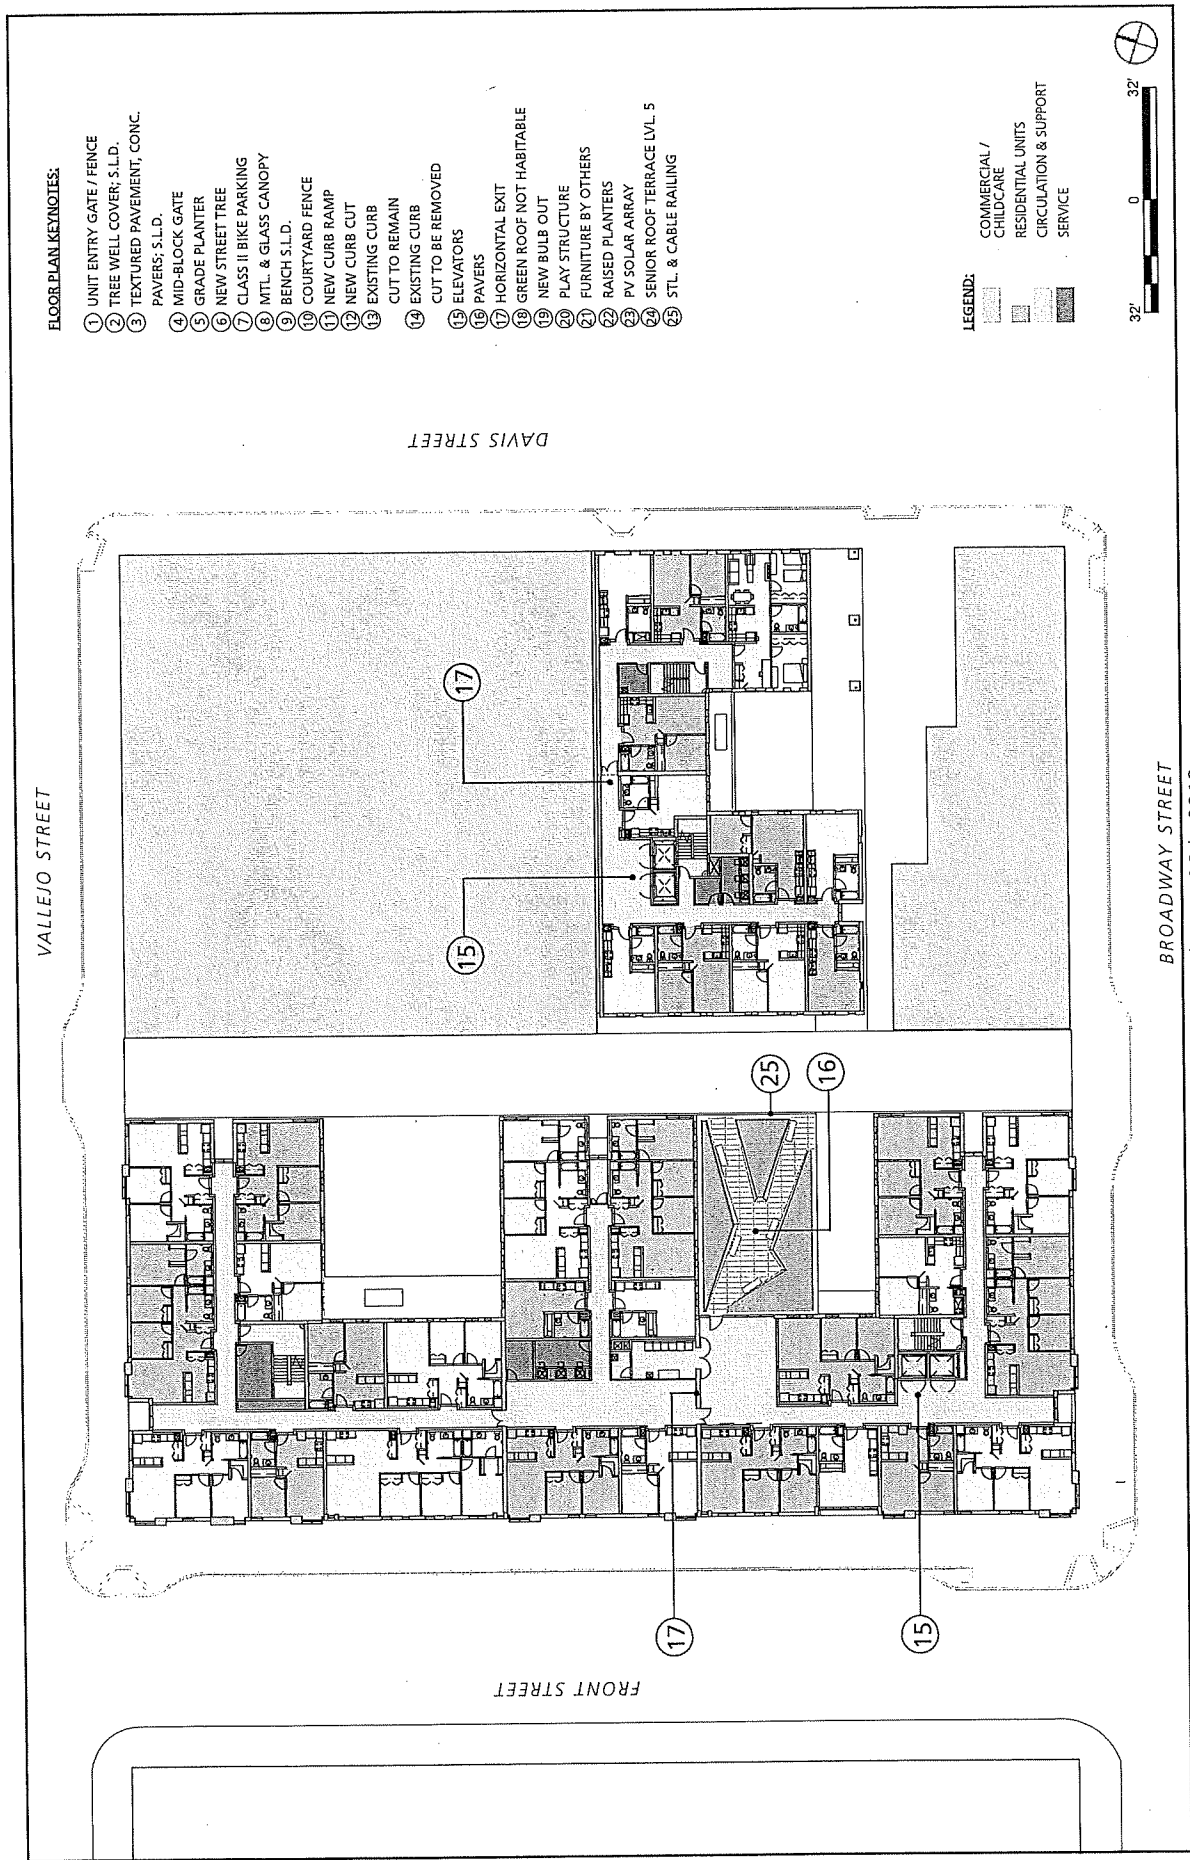 FLOOR PLAN KEYNOTES:
1 UNIT ENTRY GATE / FENCE
2 TREE WELL COVER; S.L.D.
3 TEXTURED PAVEMENT, CONC.
PAVERS; S.L.D.
4 MID-BLOCK GATE
5 GRADE PLANTER
6 NEW STREET TREE
7 CLASS II BIKE PARKING
8 MTL. & GLASS CANOPY
9 BENCH S.L.D.
10 COURTYARD FENCE
11 NEW CURB RAMP
12 NEW CURB CUT
13 EXISTING CURB
CUT TO REMAIN
14 EXISTING CURB
CUT TO BE REMOVED
15 ELEVATORS
16 PAVERS
17 HORIZONTAL EXIT
18 GREEN ROOF NOT HABITABLE
19 NEW BULB OUT
20 PLAY STRUCTURE
21 FURNITURE BY OTHERS
22 RAISED PLANTERS
23 PV SOLAR ARRAY
24 SENIOR ROOF TERRACE LVL. 5
25 STL. & CABLE RAILING
LEGEND:
COMMERCIAL /
CHILDCARE
RESIDENTIAL UNITS
CIRCULATION & SUPPORT
SERVICE
32' 0 32'
VALLEJO STREET
DAVIS STREET
BROADWAY STREET
FRONT STREET
17
15
25
16
17
15